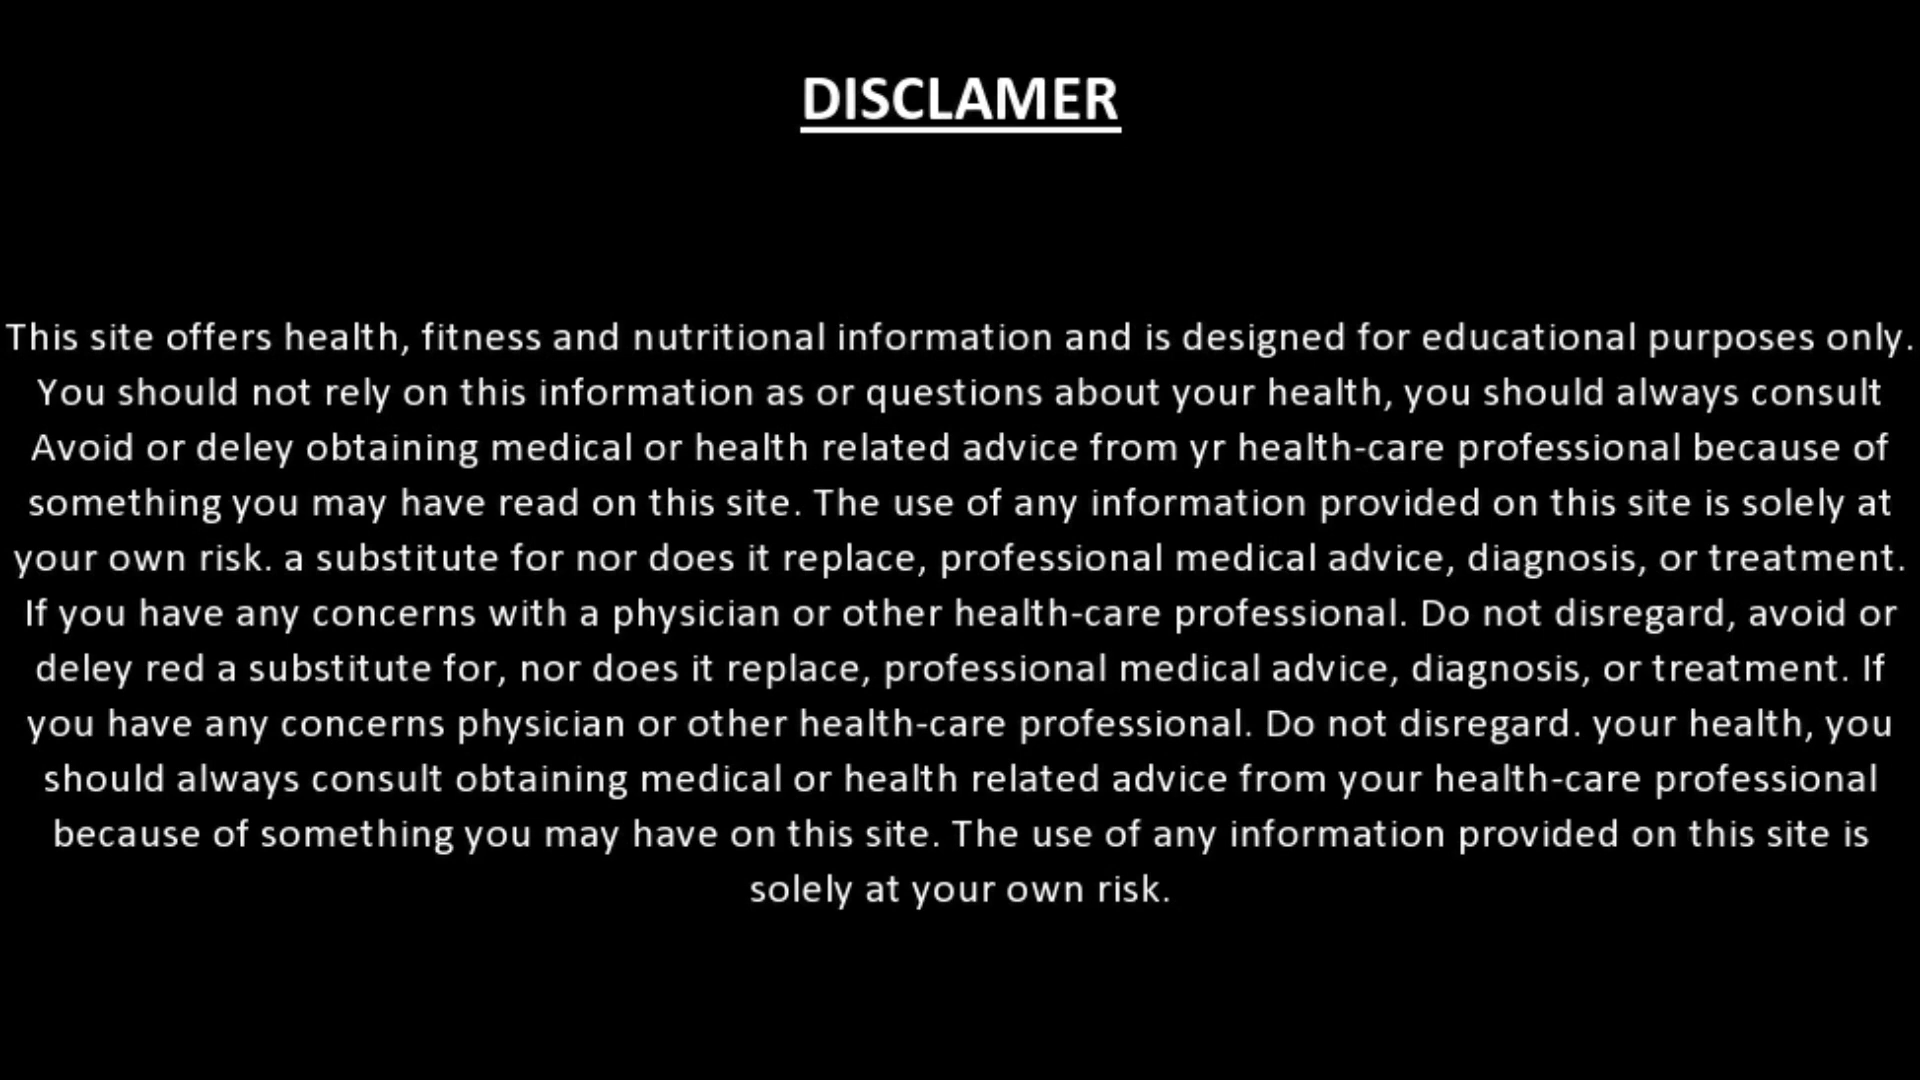 DISCLAMER
This site offers health, fitness and nutritional information and is designed for educational purposes only.
You should not rely on this information as or questions about your health, you should always consult
Avoid or deley obtaining medical or health related advice from yr health-care professional because of
something you may have read on this site. The use of any information provided on this site is solely at
your own risk. a substitute for nor does it replace, professional medical advice, diagnosis, or treatment.
If you have any concerns with a physician or other health-care professional. Do not disregard, avoid or
deley red a substitute for, nor does it replace, professional medical advice, diagnosis, or treatment. If
you have any concerns physician or other health-care professional. Do not disregard. your health, you
should always consult obtaining medical or health related advice from your health-care professional
because of something you may have on this site. The use of any information provided on this site is
solely at your own risk.